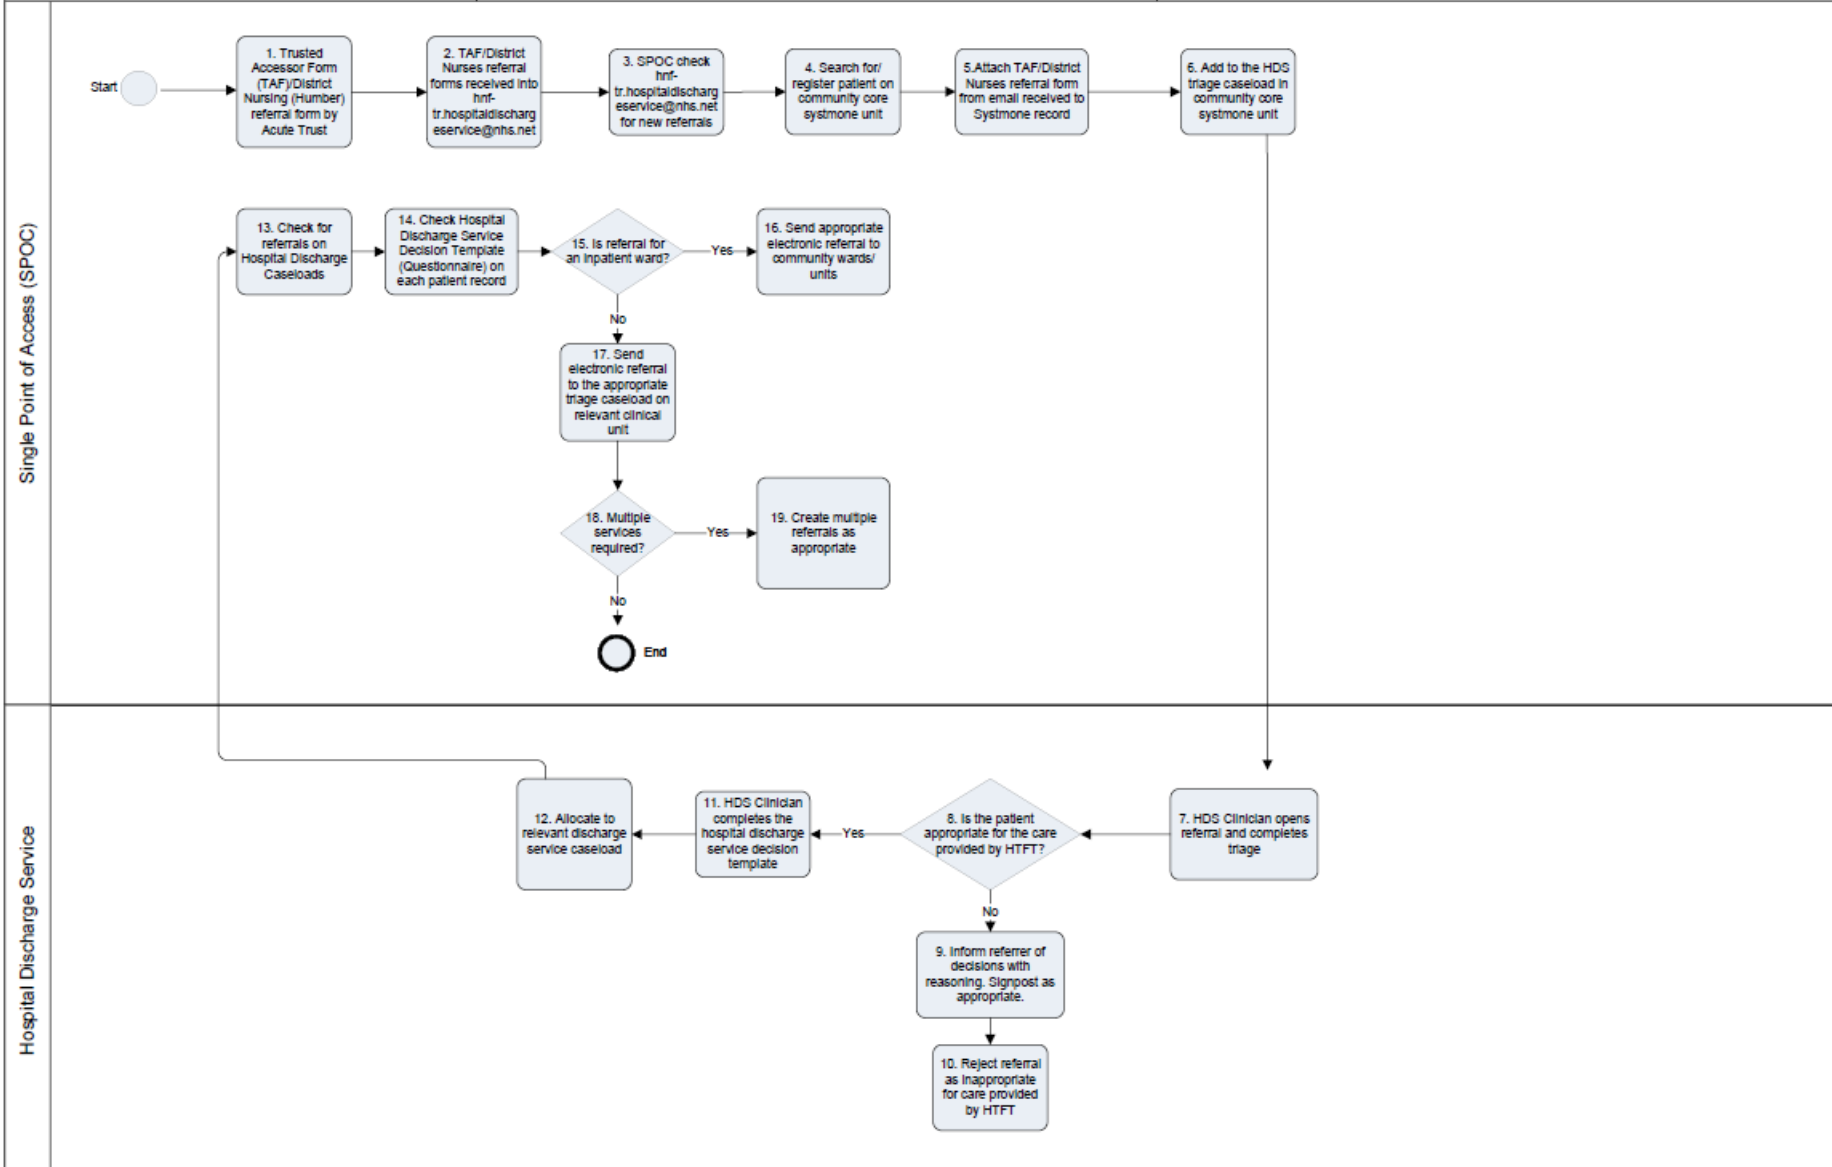 Single Point of Access (SPOC)
Start
1. Trusted
Accessor Form
(TAF)/District
Nursing (Humber)
referral form by
Acute Trust
2. TAF/District
Nurses referral
forms received into
hnf-
tr.hospitaldischarg
eservice@nhs.net
3. SPOC check
hnf-
tr.hospitaldischarg
eservice@nhs.net
for new referrals
4. Search for/
register patient on
community core
systmone unit
5.Attach TAF/District
Nurses referral form
from email received to
Systmone record
6. Add to the HDS
triage caseload in
community core
systmone unit
13. Check for
referrals on
Hospital Discharge
Caseloads
14. Check Hospital
Discharge Service
Decision Template
(Questionnaire) on
each patient record
15. Is referral for
an inpatient ward?
Yes
16. Send appropriate
electronic referral to
community wards/
units
No
17. Send
electronic referral
to the appropriate
triage caseload on
relevant clinical
unit
18. Multiple
services
required?
Yes
19. Create multiple
referrals as
appropriate
No
End
Hospital Discharge Service
12. Allocate to
relevant discharge
service caseload
11. HDS Clinician
completes the
hospital discharge
service decision
template
Yes
8. Is the patient
appropriate for the care
provided by HTFT?
7. HDS Clinician opens
referral and completes
triage
No
9. Inform referrer of
decisions with
reasoning. Signpost as
appropriate.
10. Reject referral
as inappropriate
for care provided
by HTFT